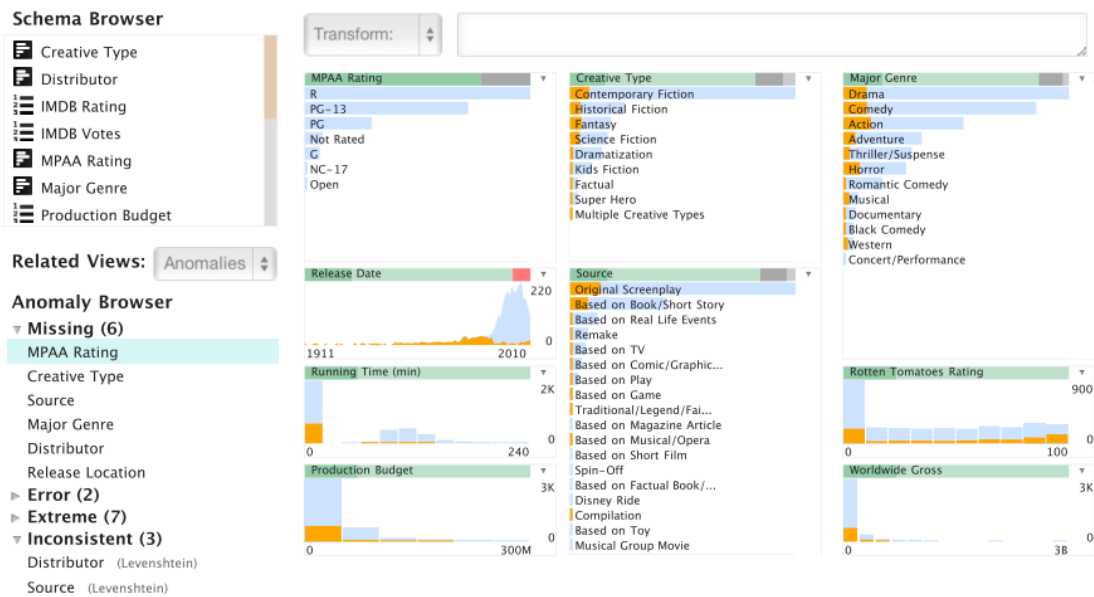 Schema Browser
Creative Type
Distributor
IMDB Rating
IMDB Votes
MPAA Rating
Major Genre
Production Budget
Related Views: Anomalies
Anomaly Browser
Missing (6)
MPAA Rating
Creative Type
Source
Major Genre
Distributor
Release Location
Error (2)
Extreme (7)
Inconsistent (3)
Distributor (Levenshtein)
Source (Levenshtein)
Transform:
MPAA Rating
R
PG-13
PG
Not Rated
G
NC-17
Open
Creative Type
Contemporary Fiction
Historical Fiction
Fantasy
Science Fiction
Dramatization
Kids Fiction
Factual
Super Hero
Multiple Creative Types
Major Genre
Drama
Comedy
Action
Adventure
Thriller/Suspense
Horror
Romantic Comedy
Musical
Documentary
Black Comedy
Western
Concert/Performance
Release Date
220
0
1911 2010
Running Time (min)
2K
0
0 240
Production Budget
3K
0
0 300M
Source
Original Screenplay
Based on Book/Short Story
Based on Real Life Events
Remake
Based on TV
Based on Comic/Graphic...
Based on Play
Based on Game
Traditional/Legend/Fai...
Based on Magazine Article
Based on Musical/Opera
Based on Short Film
Spin-Off
Based on Factual Book/...
Disney Ride
Compilation
Based on Toy
Musical Group Movie
Rotten Tomatoes Rating
900
0
0 100
Worldwide Gross
3K
0
0 3B